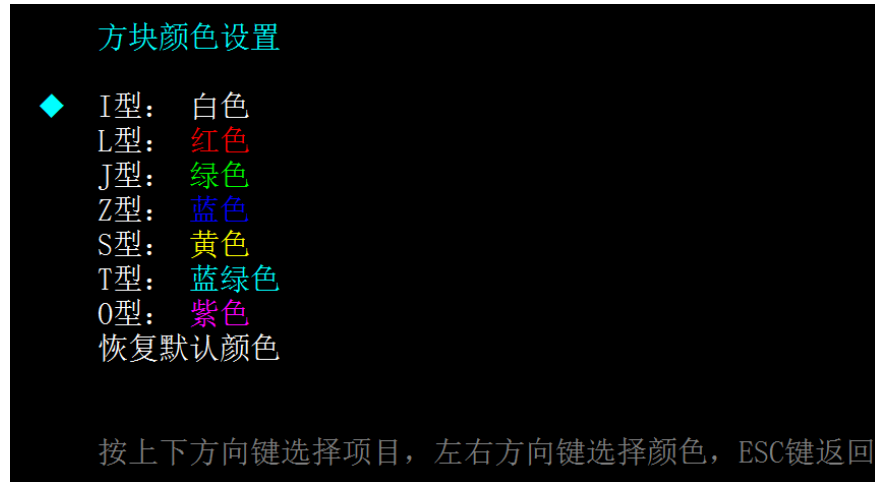 方块颜色设置
I型： 白色
L型： 红色
J型： 绿色
Z型： 蓝色
S型： 黄色
T型： 蓝绿色
O型： 紫色
恢复默认颜色
按上下方向键选择项目，左右方向键选择颜色，ESC键返回